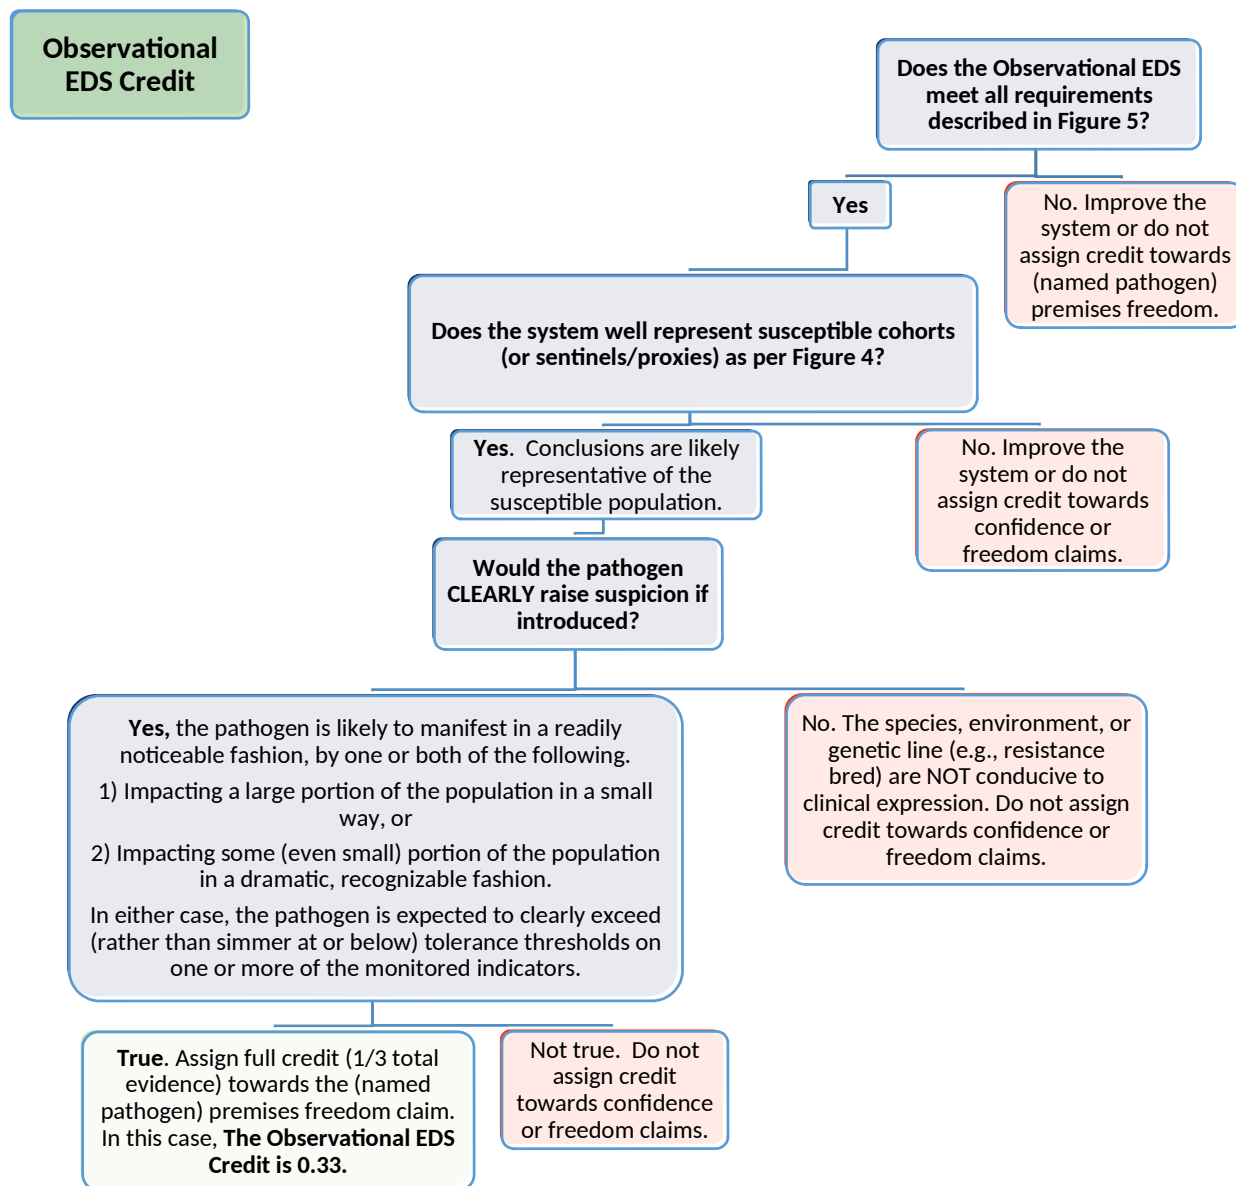 Observational
EDS Credit
Does the Observational EDS
meet all requirements
described in Figure 5?
Yes
No. Improve the
system or do not
assign credit towards
(named pathogen)
premises freedom.
Does the system well represent susceptible cohorts
(or sentinels/proxies) as per Figure 4?
Yes.  Conclusions are likely
representative of the
susceptible population.
No. Improve the
system or do not
assign credit towards
confidence or
freedom claims.
Would the pathogen
CLEARLY raise suspicion if
introduced?
Yes, the pathogen is likely to manifest in a readily
noticeable fashion, by one or both of the following.
1) Impacting a large portion of the population in a small
way, or
2) Impacting some (even small) portion of the population
in a dramatic, recognizable fashion.
In either case, the pathogen is expected to clearly exceed
(rather than simmer at or below) tolerance thresholds on
one or more of the monitored indicators.
No. The species, environment, or
genetic line (e.g., resistance
bred) are NOT conducive to
clinical expression. Do not assign
credit towards confidence or
freedom claims.
True. Assign full credit (1/3 total
evidence) towards the (named
pathogen) premises freedom claim.
In this case, The Observational EDS
Credit is 0.33.
Not true.  Do not
assign credit
towards confidence
or freedom claims.